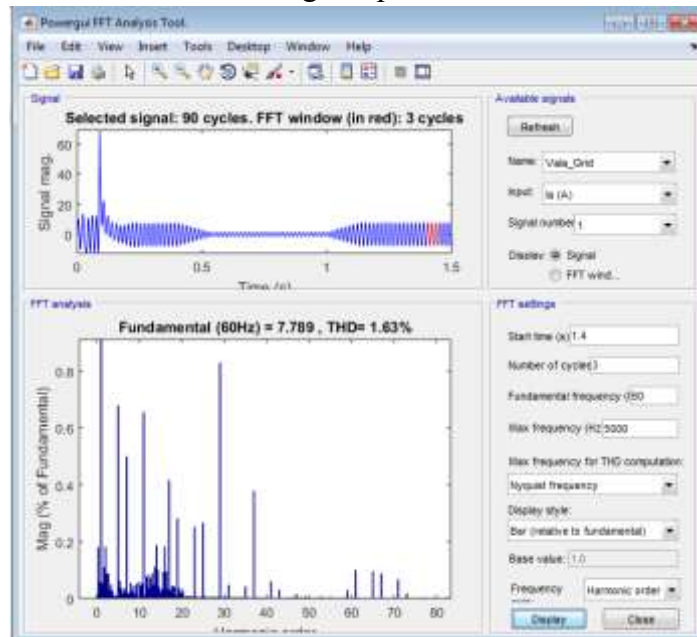 Powergui FFT Analysis Tool.
File Edit View Insert Tools Desktop Window Help
Signal
Selected signal: 90 cycles. FFT window (in red): 3 cycles
Signal mag.
60
40
20
0
0 0.5 1 1.5
Time (s)
FFT analysis
Fundamental (60Hz) = 7.789 , THD= 1.63%
Mag (% of Fundamental)
0.8
0.6
0.4
0.2
0
0 10 20 30 40 50 60 70 80
Harmonic order
Available signals
Refresh
Name:
Input: Ia (A)
Signal number: 1
Display: Signal
FFT wind...
FFT settings
Start time (s): 1.4
Number of cycles: 3
Fundamental frequency
Max frequency (Hz 5000
Max frequency for THD computation:
Nyquist frequency
Display style:
Bar (relative to fundamental)
Base value: 1.0
Frequency
Harmonic order
Display Close